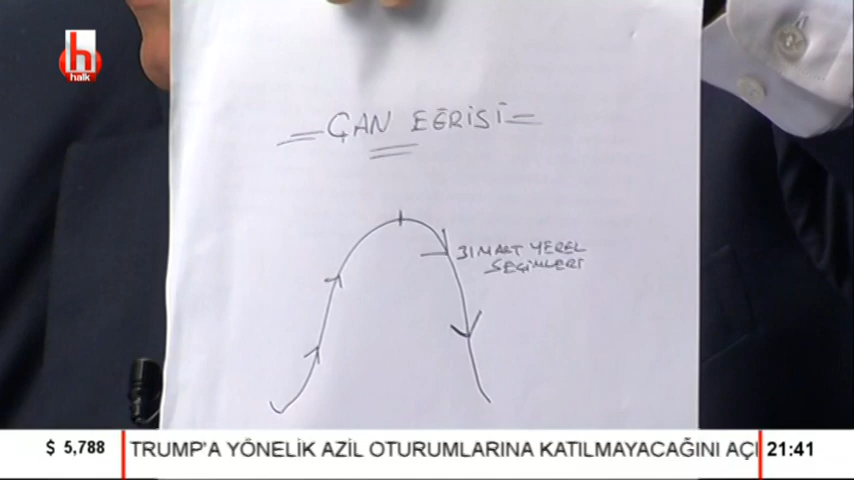 h
halk
ÇAN EĞRİSİ
31 MART YEREL
SEÇİMLERİ
$ 5,788
TRUMP'A YÖNELİK AZİL OTURUMLARINA KATILMAYACAĞINI AÇI
21:41